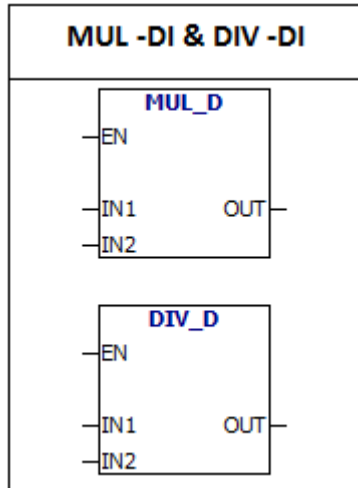 MUL -DI & DIV -DI
MUL_D
EN
IN1 OUT
IN2
DIV_D
EN
IN1 OUT
IN2